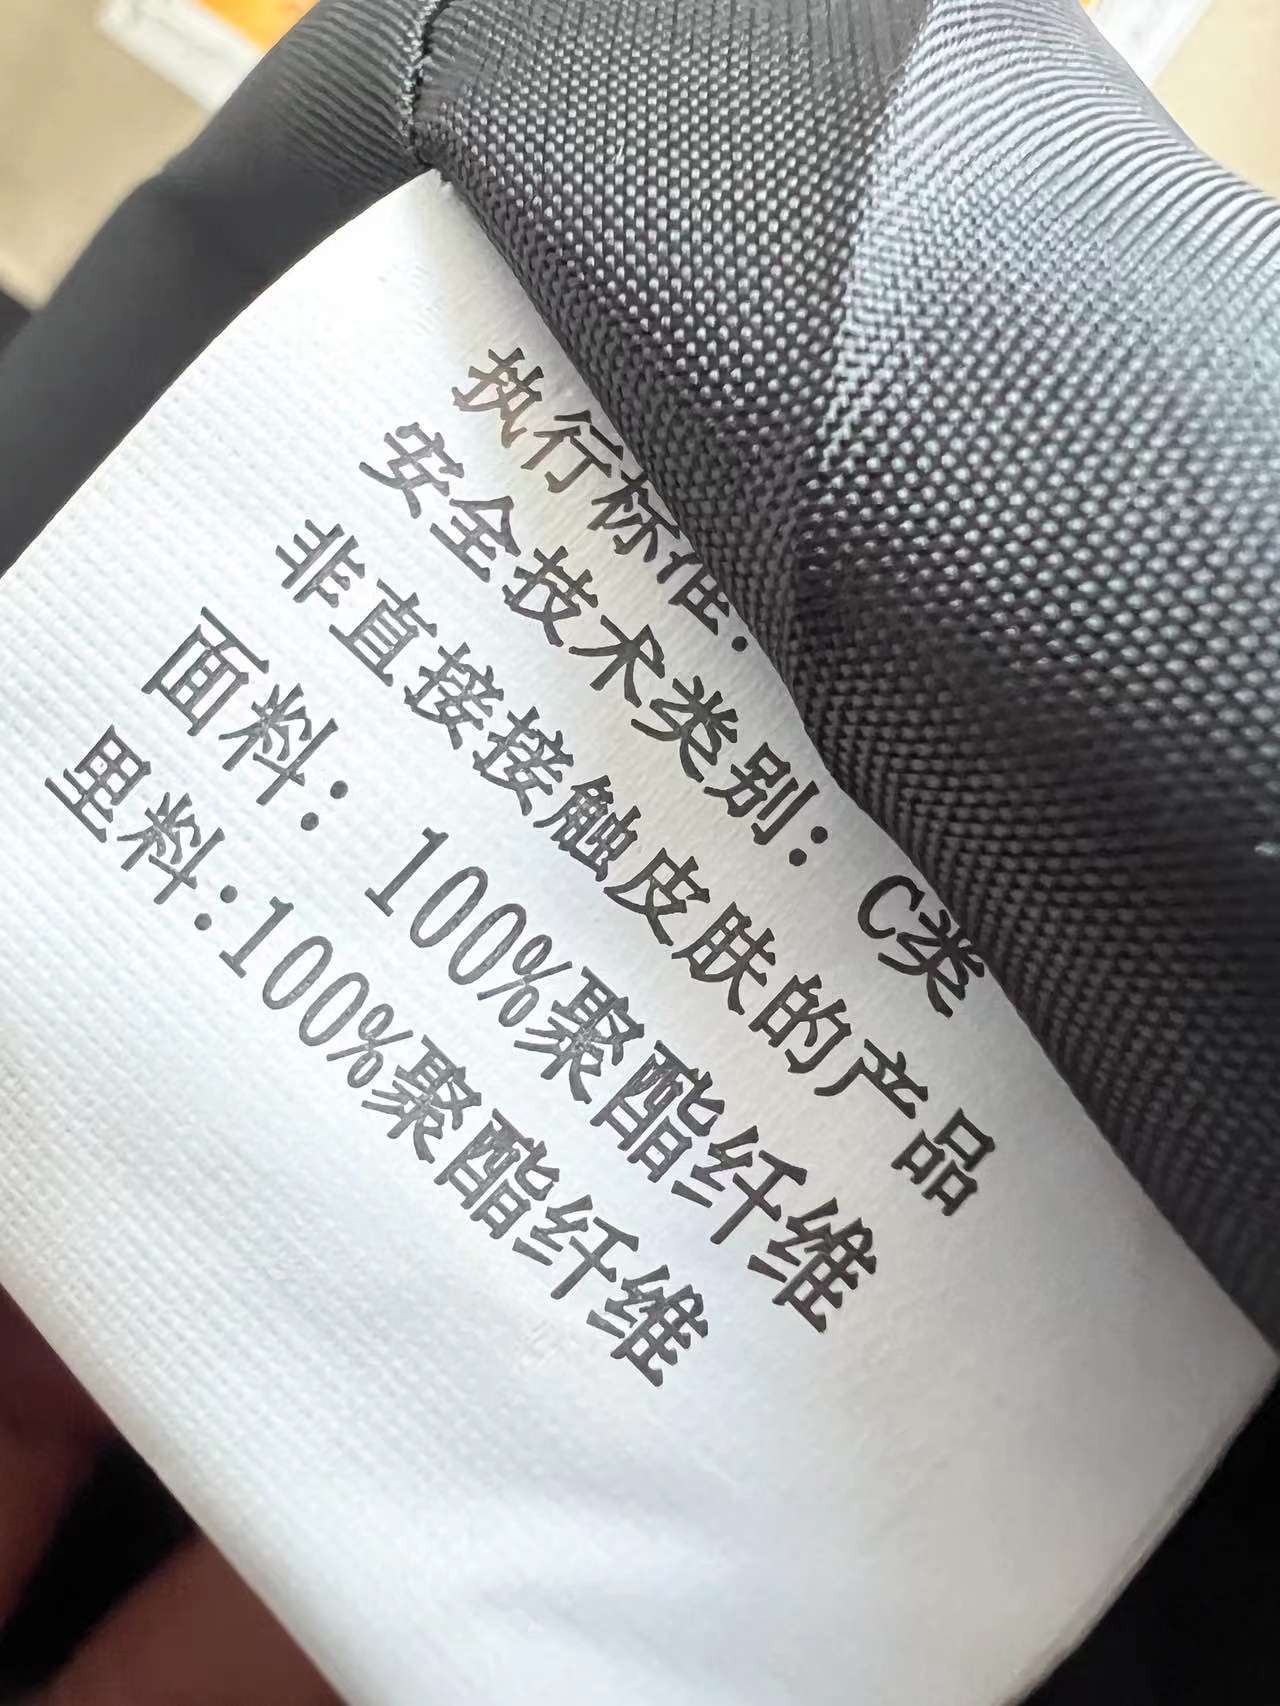 执行标准：
安全技术类别：C类
非直接接触皮肤的产品
面料：100%聚酯纤维
里料：100%聚酯纤维